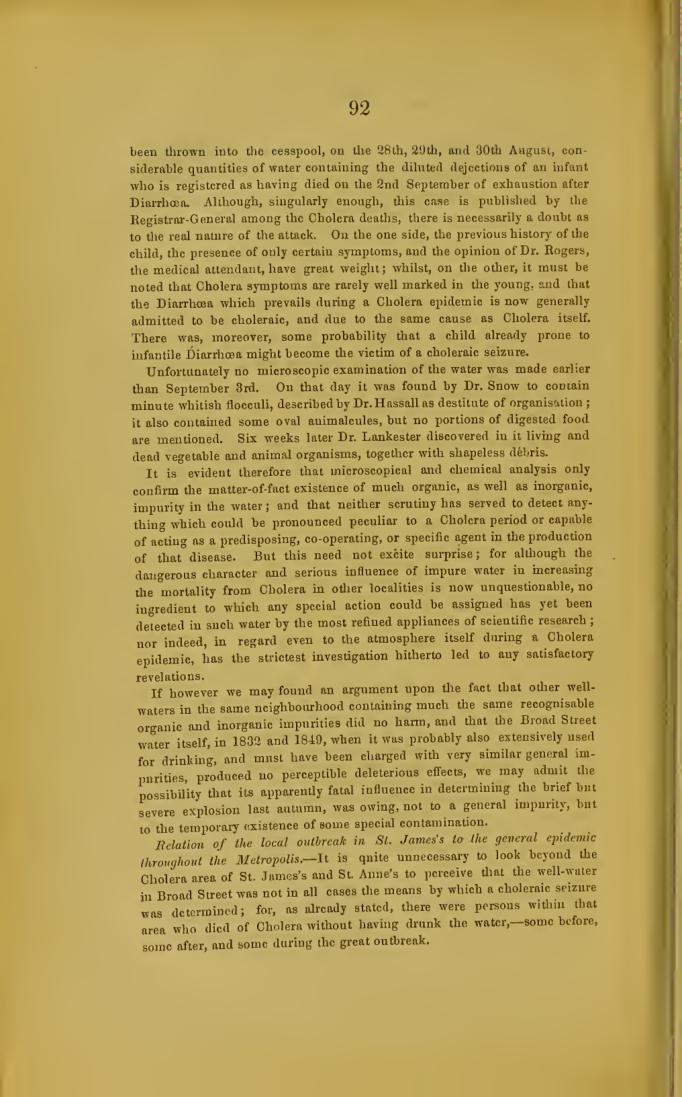 92
been thrown into the cesspool, on the 28th, 29th, and 30th August, con-
siderable quantities of water containing the diluted dejections of an infant
who is registered as having died on the 2nd September of exhaustion after
Diarrhœa. Although, singularly enough, this case is published by the
Registrar-General among the Cholera deaths, there is necessarily a doubt as
to the real nature of the attack. On the one side, the previous history of the
child, the presence of only certain symptoms, and the opinion of Dr. Rogers,
the medical attendant, have great weight; whilst, on the other, it must be
noted that Cholera symptoms are rarely well marked in the young, and that
the Diarrhœa which prevails during a Cholera epidemic is now generally
admitted to be choleraic, and due to the same cause as Cholera itself.
There was, moreover, some probability that a child already prone to
infantile Diarrhœa might become the victim of a choleraic seizure.
Unfortunately no microscopic examination of the water was made earlier
than September 3rd. On that day it was found by Dr. Snow to contain
minute whitish flocculi, described by Dr. Hassall as destitute of organisation;
it also contained some oval animalcules, but no portions of digested food
are mentioned. Six weeks later Dr. Lankester discovered in it living and
dead vegetable and animal organisms, together with shapeless débris.
It is evident therefore that microscopical and chemical analysis only
confirm the matter-of-fact existence of much organic, as well as inorganic,
impurity in the water; and that neither scrutiny has served to detect any-
thing which could be pronounced peculiar to a Cholera period or capable
of acting as a predisposing, co-operating, or specific agent in the production
of that disease. But this need not excite surprise; for although the
dangerous character and serious influence of impure water in increasing
the mortality from Cholera in other localities is now unquestionable, no
ingredient to which any special action could be assigned has yet been
detected in such water by the most refined appliances of scientific research;
nor indeed, in regard even to the atmosphere itself during a Cholera
epidemic, has the strictest investigation hitherto led to any satisfactory
revelations.
If however we may found an argument upon the fact that other well-
waters in the same neighbourhood containing much the same recognisable
organic and inorganic impurities did no harm, and that the Broad Street
water itself, in 1832 and 1849, when it was probably also extensively used
for drinking, and must have been charged with very similar general im-
purities, produced no perceptible deleterious effects, we may admit the
possibility that its apparently fatal influence in determining the brief but
severe explosion last autumn, was owing, not to a general impurity, but
to the temporary existence of some special contamination.
Relation of the local outbreak in St. James's to the general epidemic
throughout the Metropolis.—It is quite unnecessary to look beyond the
Cholera area of St. James's and St. Anne's to perceive that the well-water
in Broad Street was not in all cases the means by which a choleraic seizure
was determined; for, as already stated, there were persons within that
area who died of Cholera without having drunk the water,—some before,
some after, and some during the great outbreak.